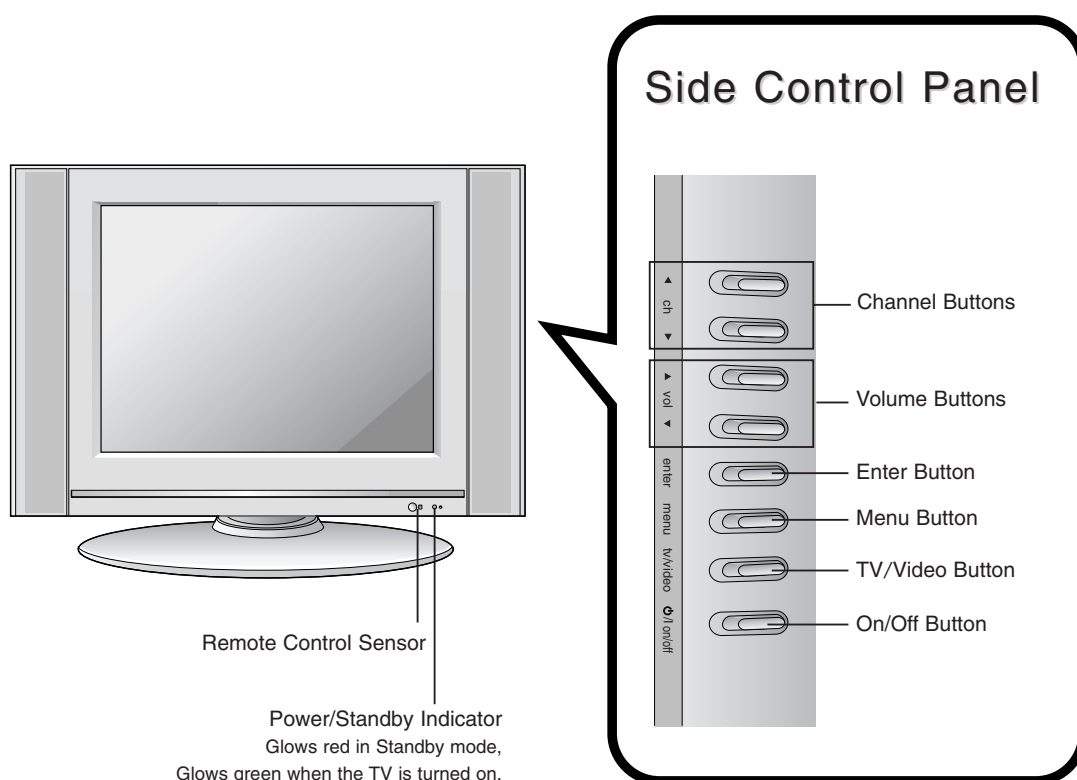 Side Control Panel
◄ ch ►
Channel Buttons
◄ vol ►
Volume Buttons
enter
Enter Button
menu
Menu Button
tv/video
TV/Video Button
⏻/I on/off
On/Off Button
Remote Control Sensor
Power/Standby Indicator
Glows red in Standby mode,
Glows green when the TV is turned on.